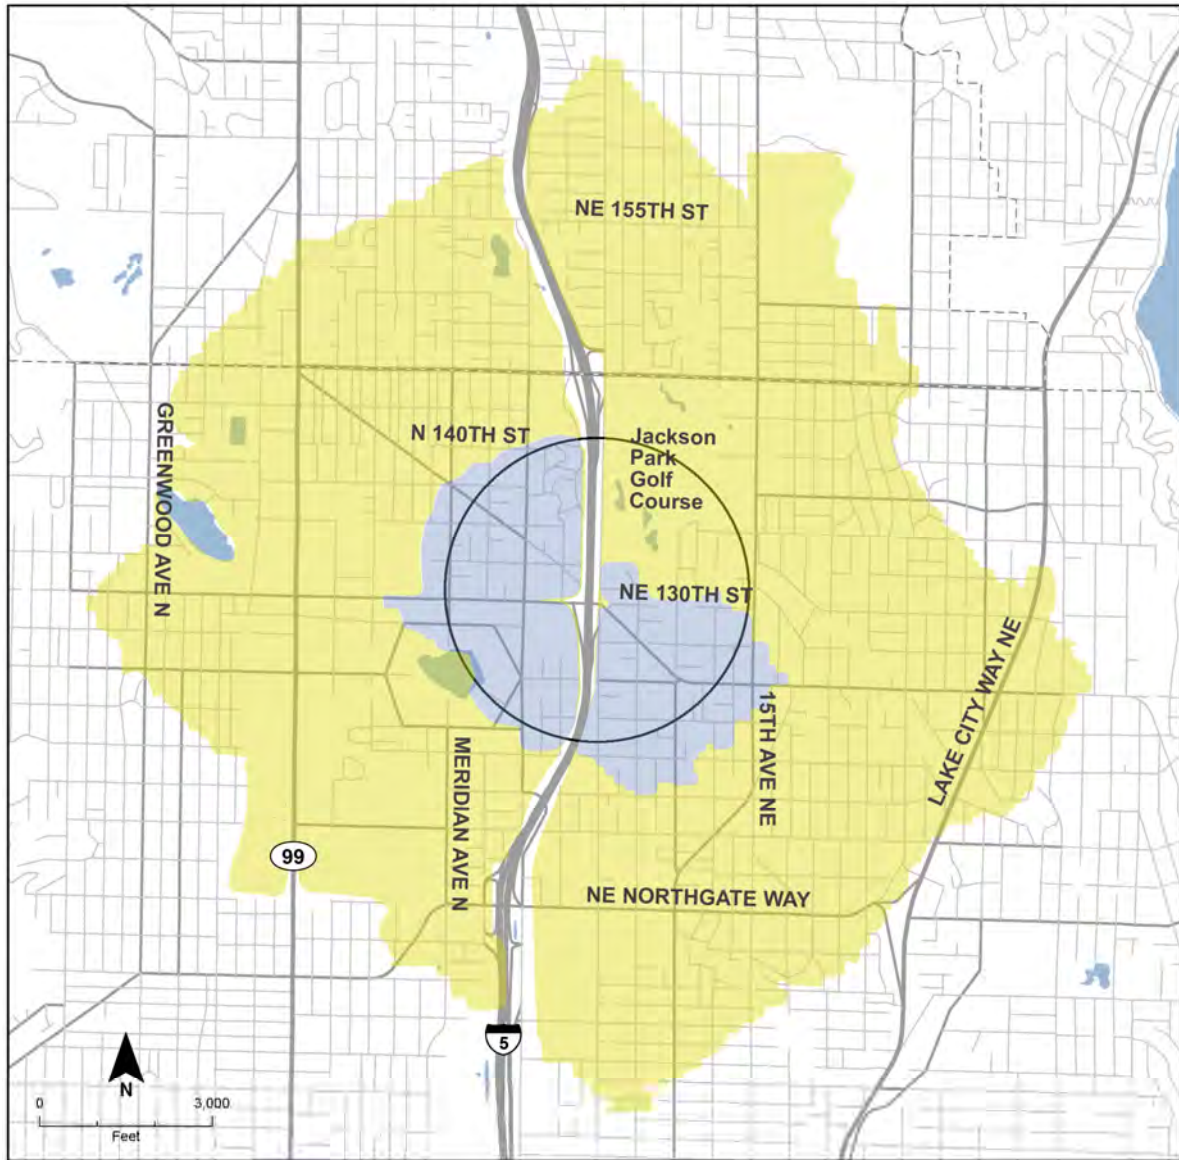 NE 155TH ST
N 140TH ST
Jackson
Park
Golf
Course
GREENWOOD AVE N
NE 130TH ST
LAKE CITY WAY NE
15TH AVE NE
MERIDIAN AVE N
99
NE NORTHGATE WAY
5
N
0 3,000
Feet